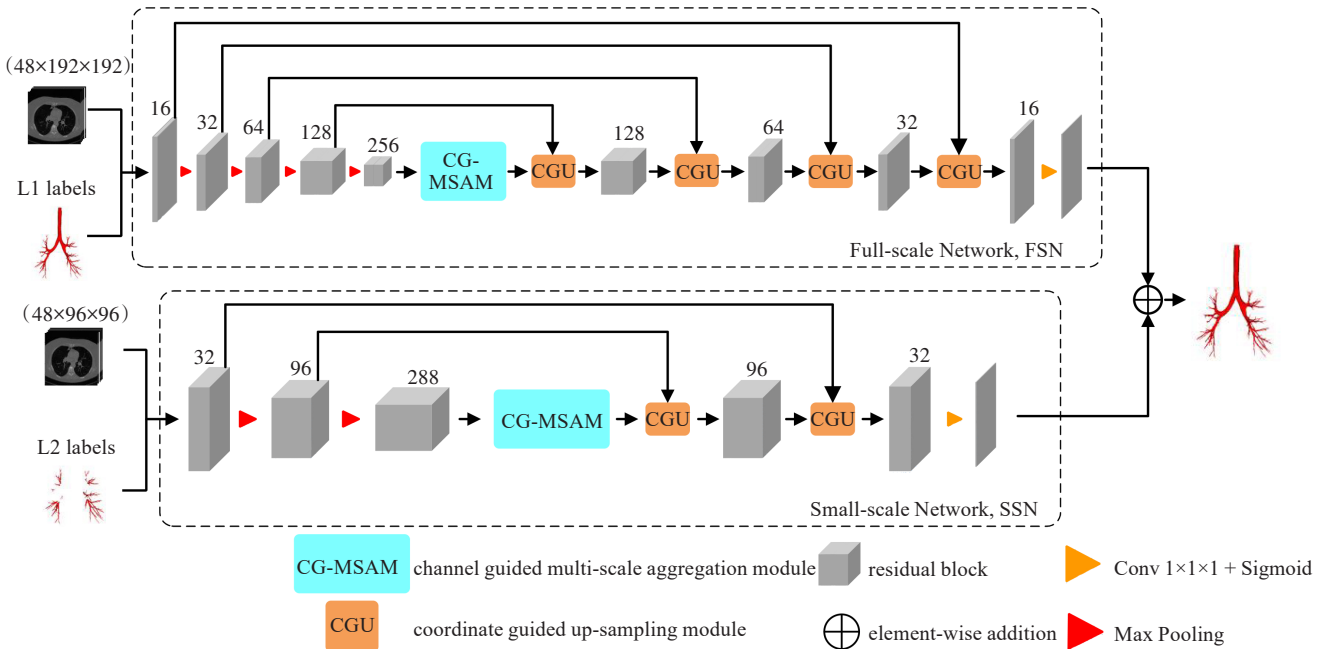 (48×192×192)
16
32
64
128
256
CG-
MSAM
CGU
128
CGU
64
CGU
32
CGU
16
L1 labels
Full-scale Network, FSN
(48×96×96)
32
96
288
CG-MSAM
CGU
96
CGU
32
L2 labels
Small-scale Network, SSN
CG-MSAM channel guided multi-scale aggregation module
residual block
Conv 1×1×1 + Sigmoid
CGU coordinate guided up-sampling module
element-wise addition
Max Pooling